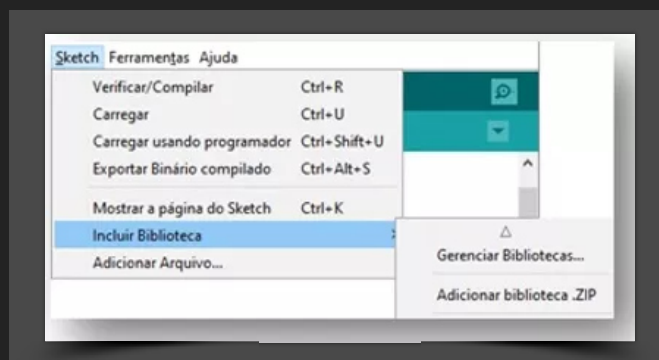 Sketch Ferramentas Ajuda
Verificar/Compilar Ctrl+R
Carregar Ctrl+U
Carregar usando programador Ctrl+Shift+U
Exportar Binário compilado Ctrl+Alt+S
Mostrar a página do Sketch Ctrl+K
Incluir Biblioteca
Gerenciar Bibliotecas...
Adicionar Arquivo...
Adicionar biblioteca .ZIP